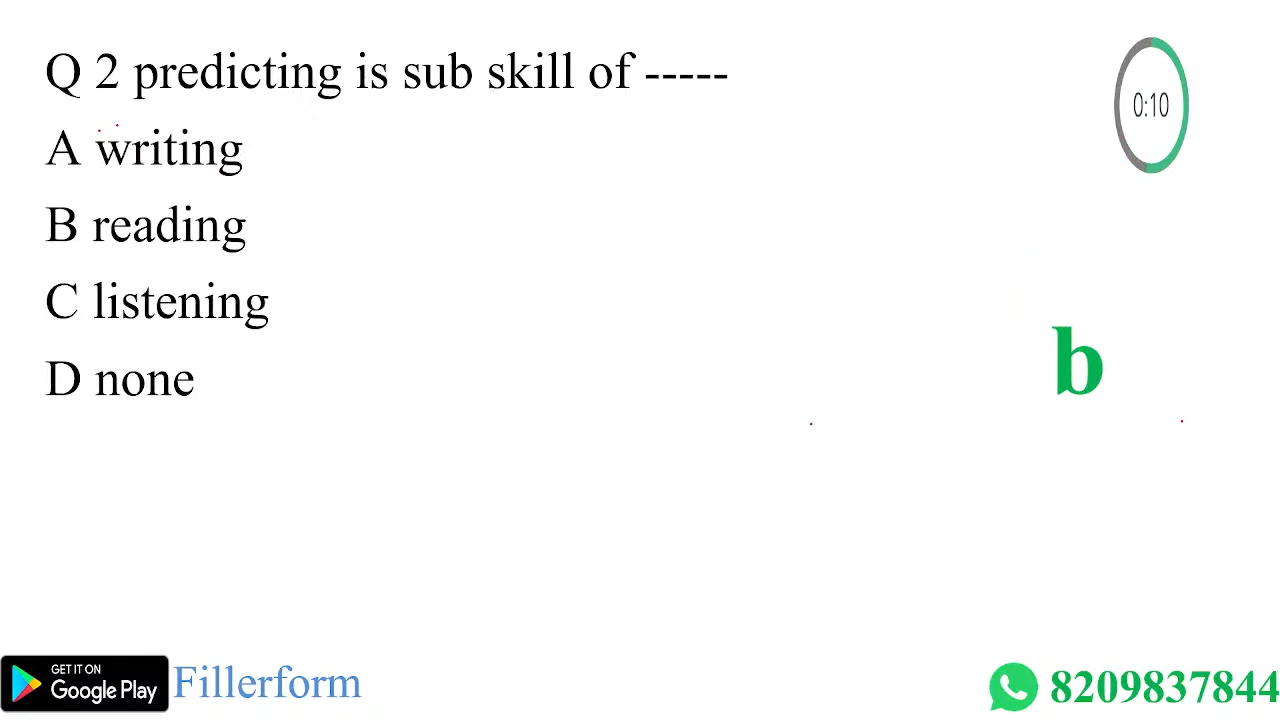 Q 2 predicting is sub skill of -----
0:10
A writing
B reading
C listening
D none
b
GET IT ON
Google Play
Fillerform
8209837844